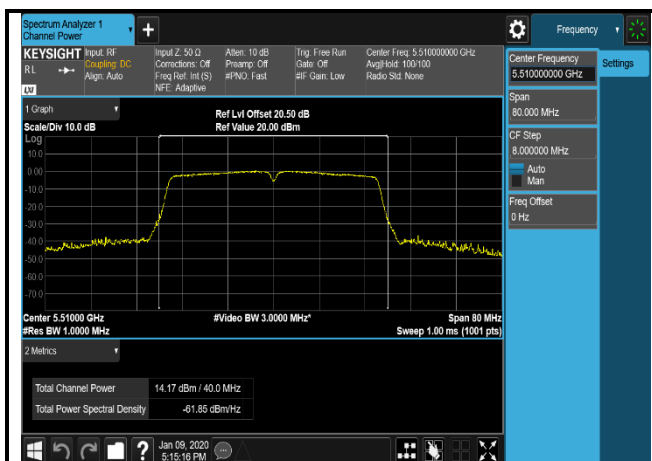 Spectrum Analyzer 1
Channel Power
+
Frequency
KEYSIGHT Input: RF Input Z: 50 Ω Atten: 10 dB Trig: Free Run Center Freq: 5.510000000 GHz
RL Coupling: DC Corrections: Off Preamp: Off Gate: Off Avg|Hold: 100/100
Align: Auto Freq Ref: Int (S) #PNO: Fast #IF Gain: Low Radio Std: None
NFE: Adaptive
LXI
Center Frequency
5.510000000 GHz
Settings
Span
80.000 MHz
CF Step
8.000000 MHz
Auto
Man
Freq Offset
0 Hz
1 Graph
Ref Lvl Offset 20.50 dB
Scale/Div 10.0 dB Ref Value 20.00 dBm
Log
10.0
0.00
-10.0
-20.0
-30.0
-40.0
-50.0
-60.0
-70.0
Center 5.51000 GHz #Video BW 3.0000 MHz* Span 80 MHz
#Res BW 1.0000 MHz Sweep 1.00 ms (1001 pts)
2 Metrics
Total Channel Power 14.17 dBm / 40.0 MHz
Total Power Spectral Density -61.85 dBm/Hz
? Jan 09, 2020
5:15:16 PM